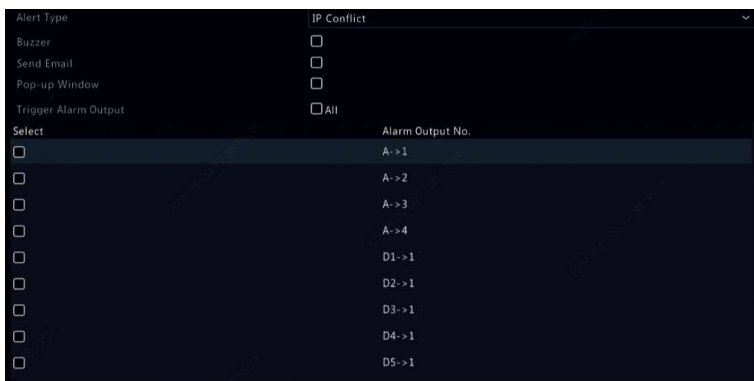 Alert Type IP Conflict
Buzzer
Send Email
Pop-up Window
Trigger Alarm Output All
Select Alarm Output No.
A->1
A->2
A->3
A->4
D1->1
D2->1
D3->1
D4->1
D5->1